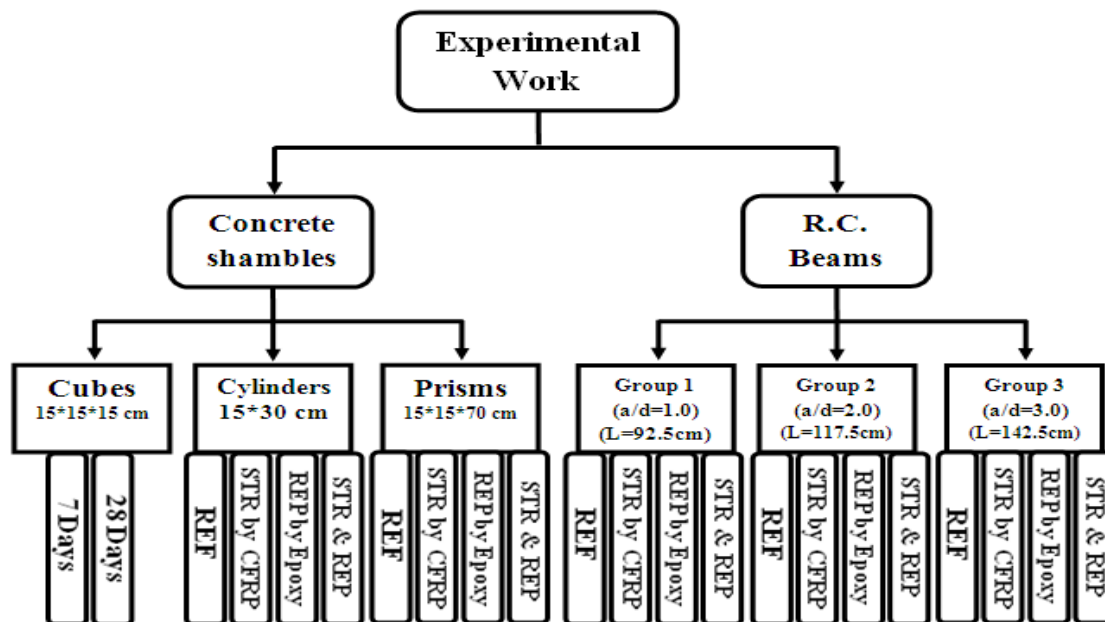 Experimental
Work
Concrete
shambles
R.C.
Beams
Cubes
15*15*15 cm
Cylinders
15*30 cm
Prisms
15*15*70 cm
Group 1
(a/d=1.0)
(L=92.5cm)
Group 2
(a/d=2.0)
(L=117.5cm)
Group 3
(a/d=3.0)
(L=142.5cm)
7 Days
28 Days
REF
STR by CFRP
REP by Epoxy
STR & REP
REF
STR by CFRP
REP by Epoxy
STR & REP
REF
STR by CFRP
REP by Epoxy
STR & REP
REF
STR by CFRP
REP by Epoxy
STR & REP
REF
STR by CFRP
REP by Epoxy
STR & REP